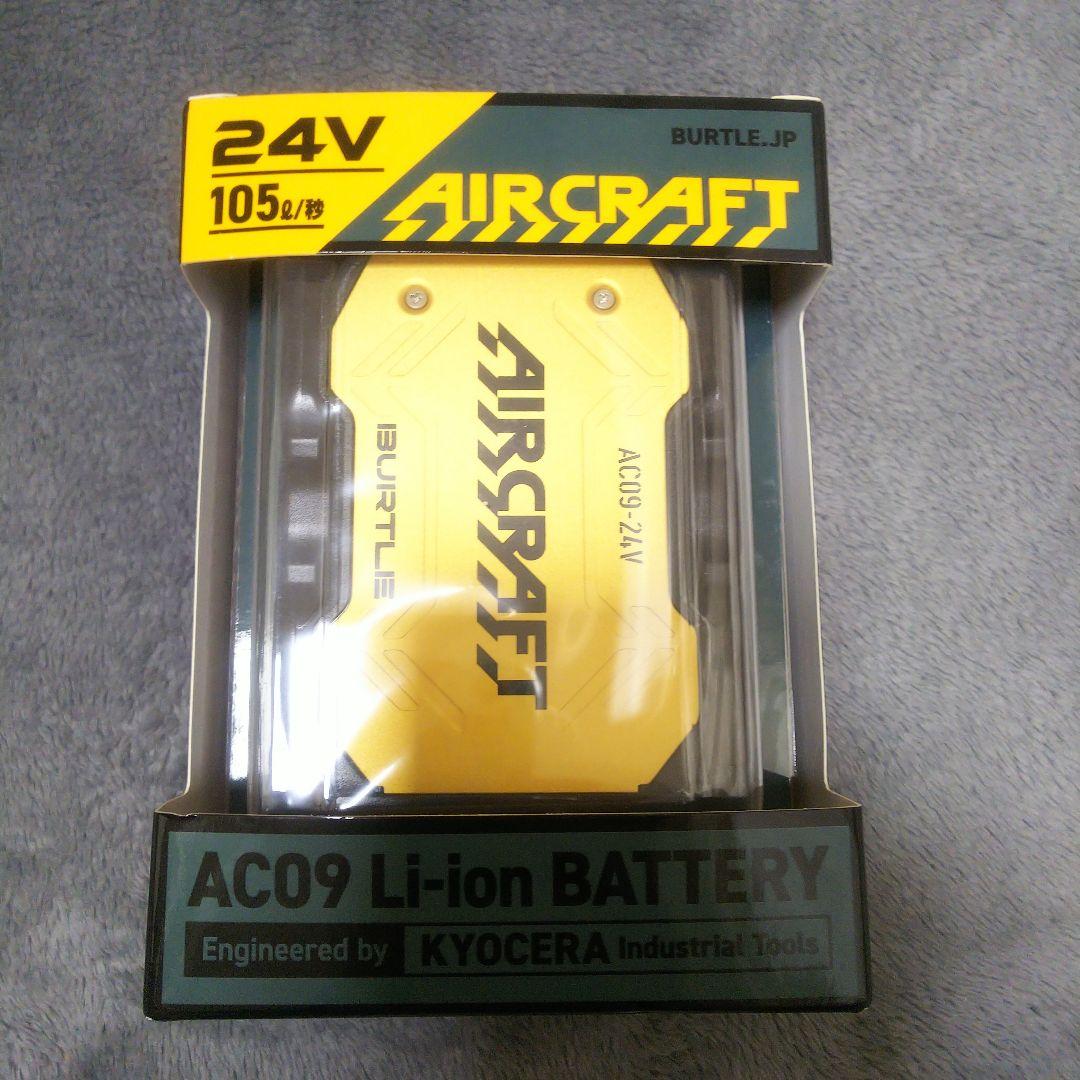 24V
105ℓ/秒
BURTLE.JP
AIRCRAFT
AIRCRAFT
BURTLE
AC09-24V
AC09 Li-ion BATTERY
Engineered by KYOCERA Industrial Tools